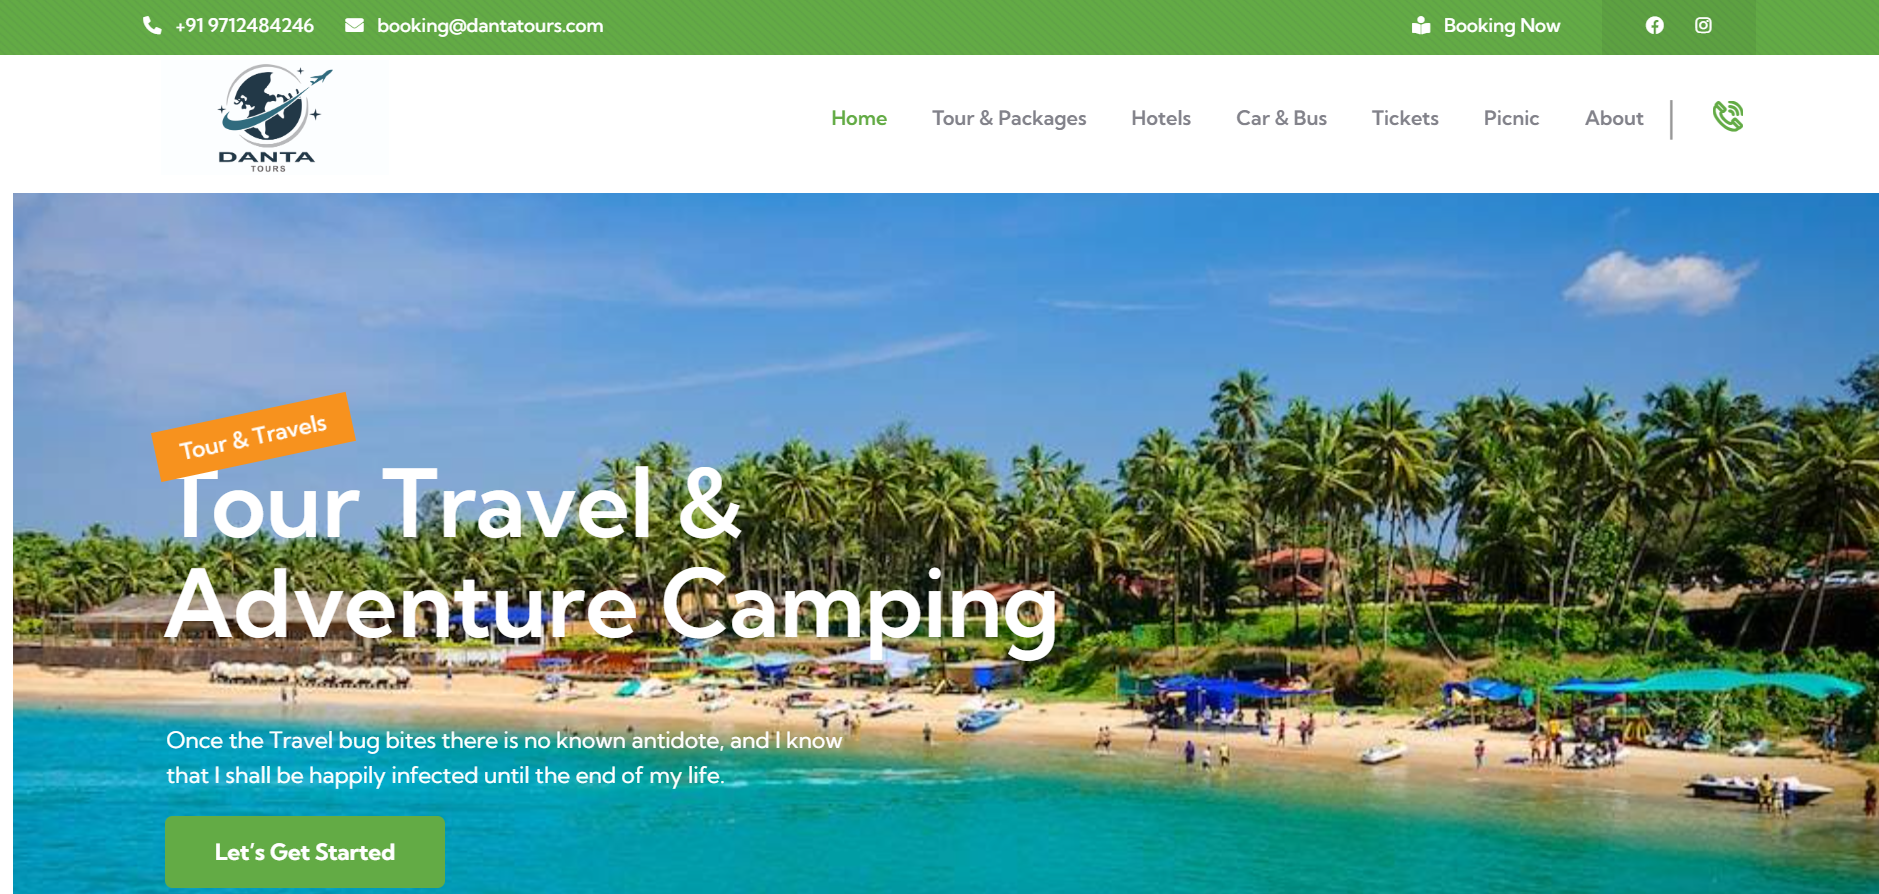 +91 9712484246
booking@dantatours.com
Booking Now
DANTA
TOURS
Home
Tour & Packages
Hotels
Car & Bus
Tickets
Picnic
About
Tour & Travels
Tour Travel &
Adventure Camping
Once the Travel bug bites there is no known antidote, and I know
that I shall be happily infected until the end of my life.
Let’s Get Started